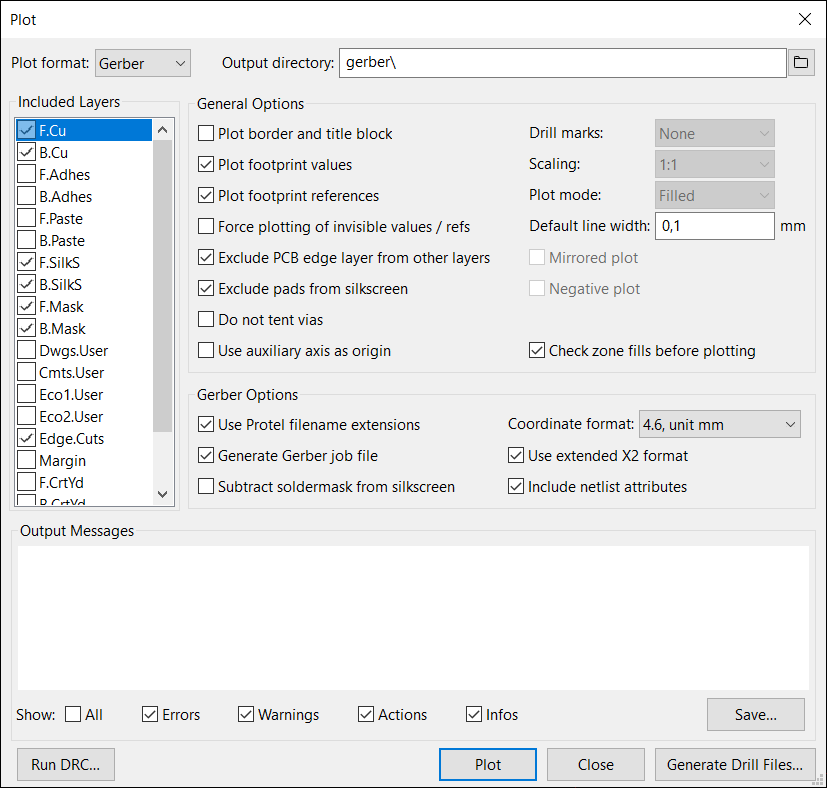 Plot
Plot format: Gerber
Output directory: gerber\
Included Layers
F.Cu
B.Cu
F.Adhes
B.Adhes
F.Paste
B.Paste
F.SilkS
B.SilkS
F.Mask
B.Mask
Dwgs.User
Cmts.User
Eco1.User
Eco2.User
Edge.Cuts
Margin
F.CrtYd
B.CrtYd
General Options
Plot border and title block
Plot footprint values
Plot footprint references
Force plotting of invisible values / refs
Exclude PCB edge layer from other layers
Exclude pads from silkscreen
Do not tent vias
Use auxiliary axis as origin
Drill marks: None
Scaling: 1:1
Plot mode: Filled
Default line width: 0,1 mm
Mirrored plot
Negative plot
Check zone fills before plotting
Gerber Options
Use Protel filename extensions
Generate Gerber job file
Subtract soldermask from silkscreen
Coordinate format: 4.6, unit mm
Use extended X2 format
Include netlist attributes
Output Messages
Show: All Errors Warnings Actions Infos Save...
Run DRC... Plot Close Generate Drill Files...